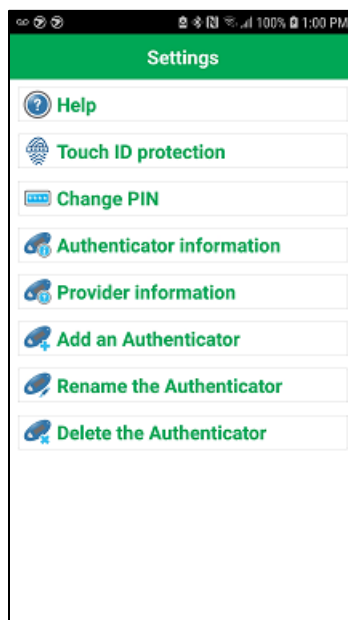 100% 1:00 PM
Settings
Help
Touch ID protection
Change PIN
Authenticator information
Provider information
Add an Authenticator
Rename the Authenticator
Delete the Authenticator